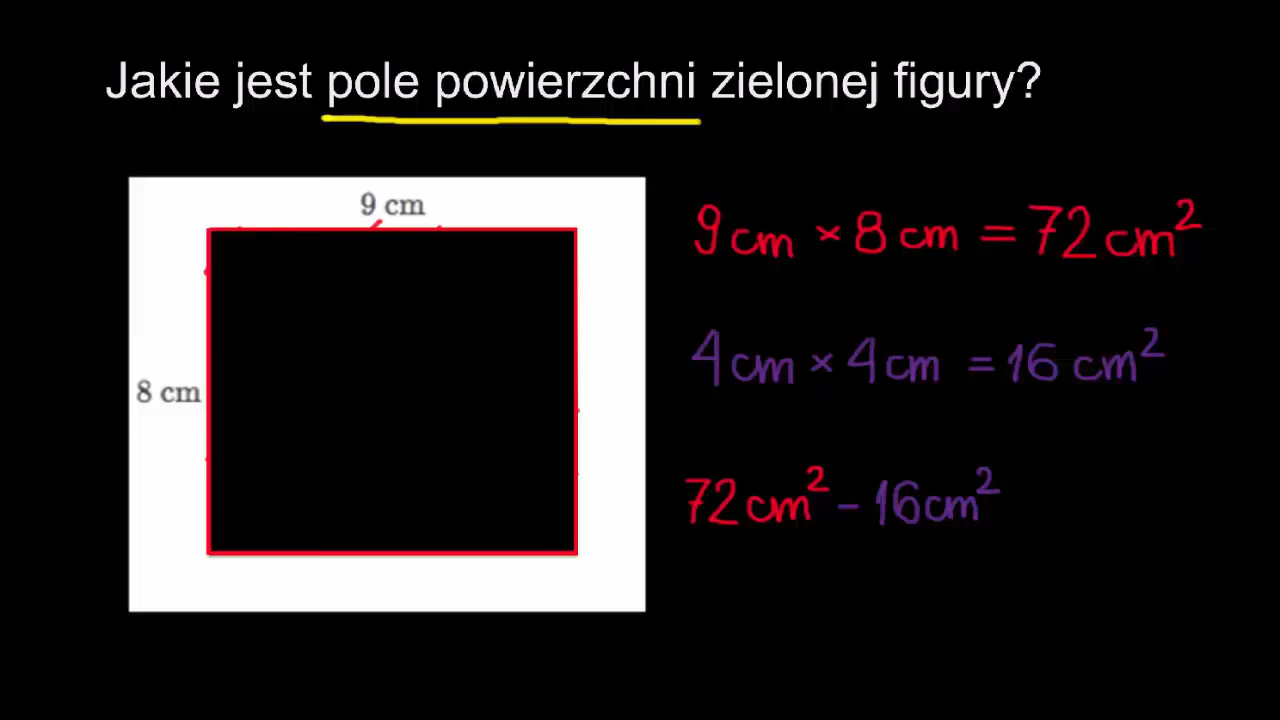 Jakie jest pole powierzchni zielonej figury?
9 cm
9 cm × 8 cm = 72 cm²
4 cm × 4 cm = 16 cm²
8 cm
72 cm² - 16 cm²